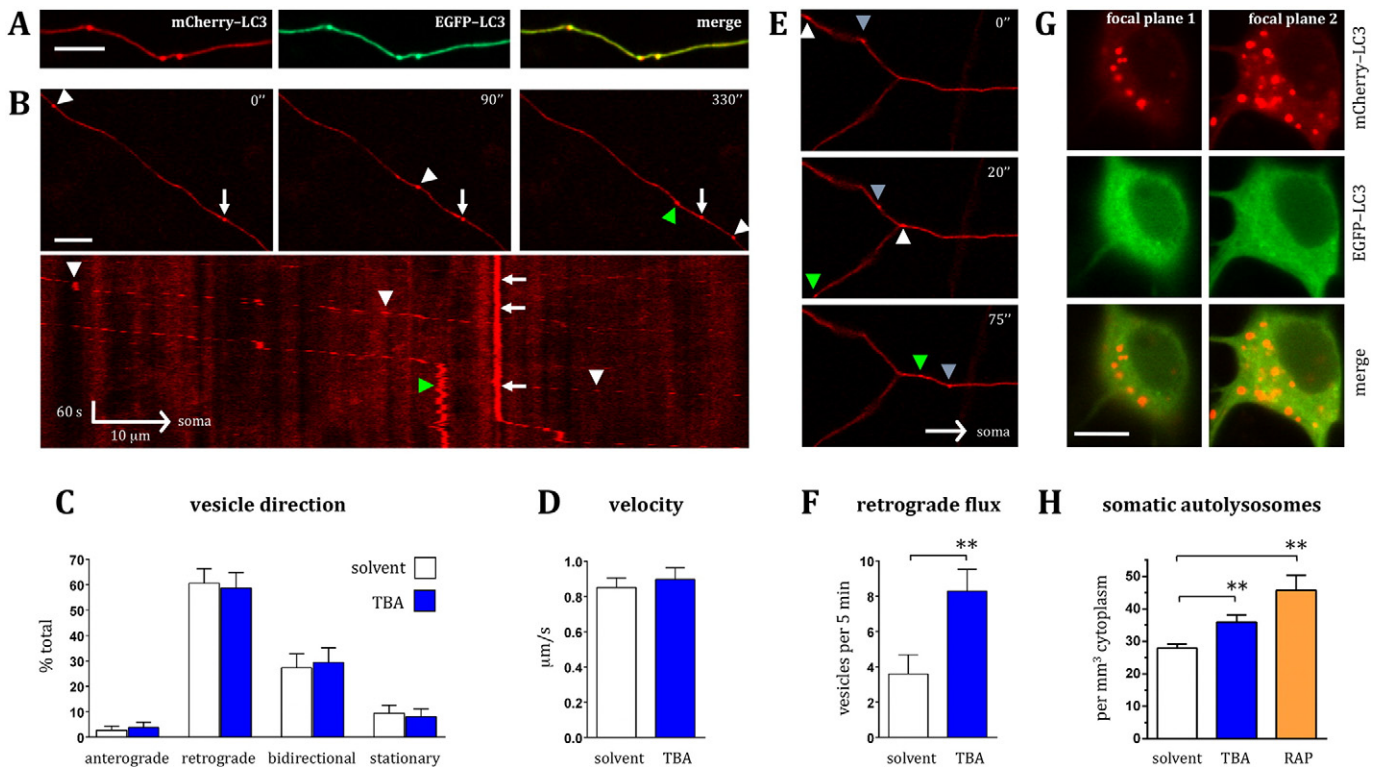 A
mCherry–LC3
EGFP–LC3
merge
B
0''
90''
330''
60 s
10 μm
soma
E
0''
20''
75''
soma
G
focal plane 1
focal plane 2
mCherry–LC3
EGFP–LC3
merge
C
vesicle direction
% total
70
60
50
40
30
20
10
0
solvent
TBA
anterograde
retrograde
bidirectional
stationary
D
velocity
μm/s
1.0
0.8
0.6
0.4
0.2
0.0
solvent
TBA
F
retrograde flux
**
vesicles per 5 min
10
8
6
4
2
0
solvent
TBA
H
somatic autolysosomes
**
**
per mm³ cytoplasm
50
40
30
20
10
0
solvent
TBA
RAP